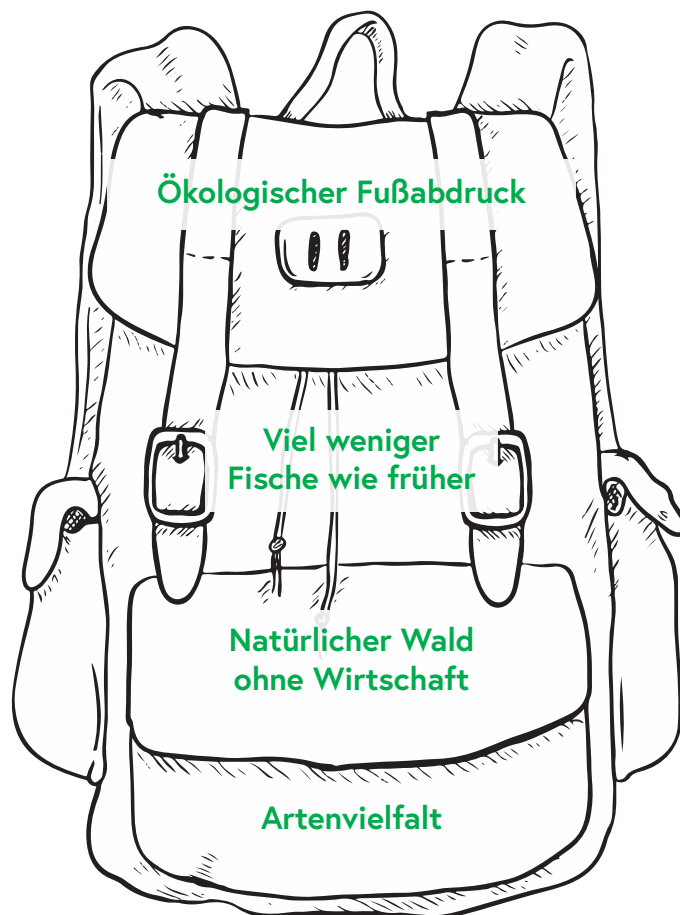 Ökologischer Fußabdruck
Viel weniger
Fische wie früher
Natürlicher Wald
ohne Wirtschaft
Artenvielfalt